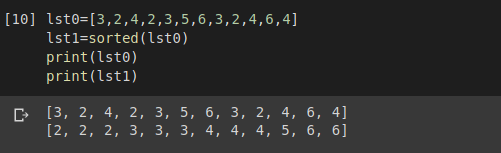 [10] lst0=[3,2,4,2,3,5,6,3,2,4,6,4]
lst1=sorted(lst0)
print(lst0)
print(lst1)
[3, 2, 4, 2, 3, 5, 6, 3, 2, 4, 6, 4]
[2, 2, 2, 3, 3, 3, 4, 4, 4, 5, 6, 6]